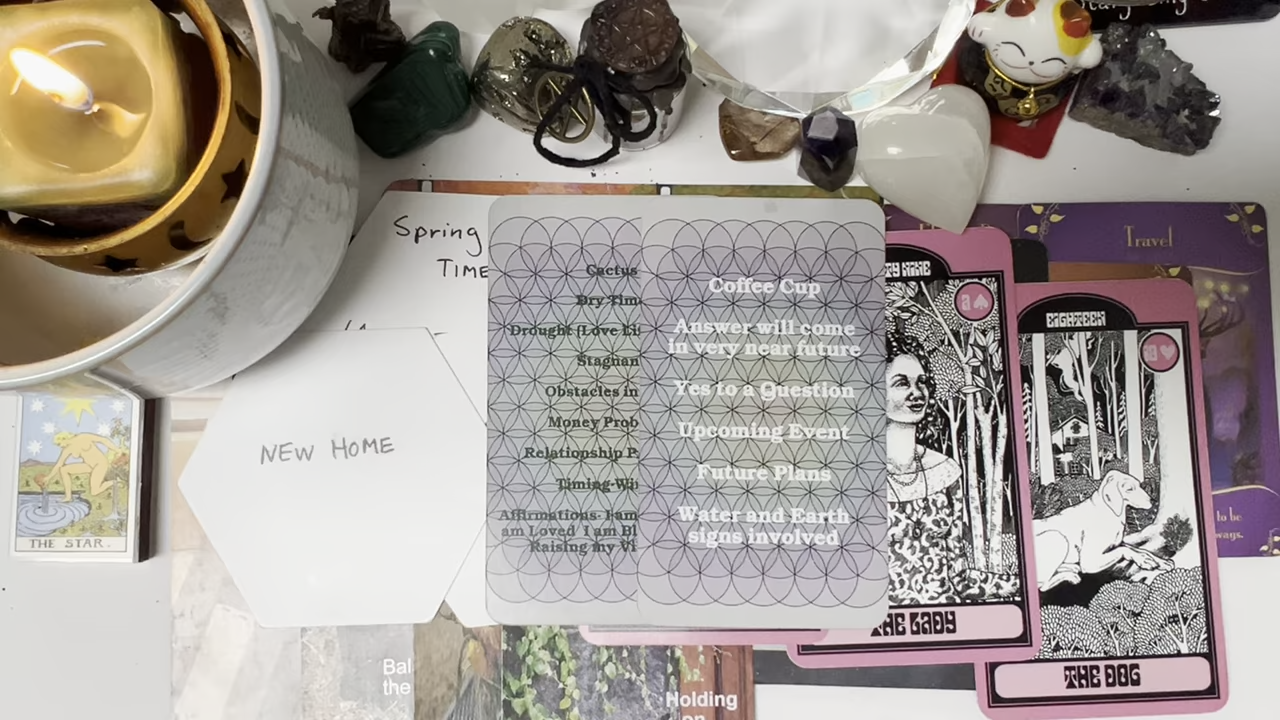 Spring
TIME
NEW HOME
THE STAR.
Cactus
Dry Tim
Drought (Love Li
Staghan
Obstacles in
Money Prob
Relationship P
Timing-Wi
Affirmations- I am
am Loved I am Bl
Raising my Vi
Coffee Cup
Answer will come
in very near future
Yes to a Question
Upcoming Event
Future Plans
Water and Earth
signs involved
THE LADY
EIGHTEEN
THE DOG
Travel
to be
ways.
Bal
the
Holding
on